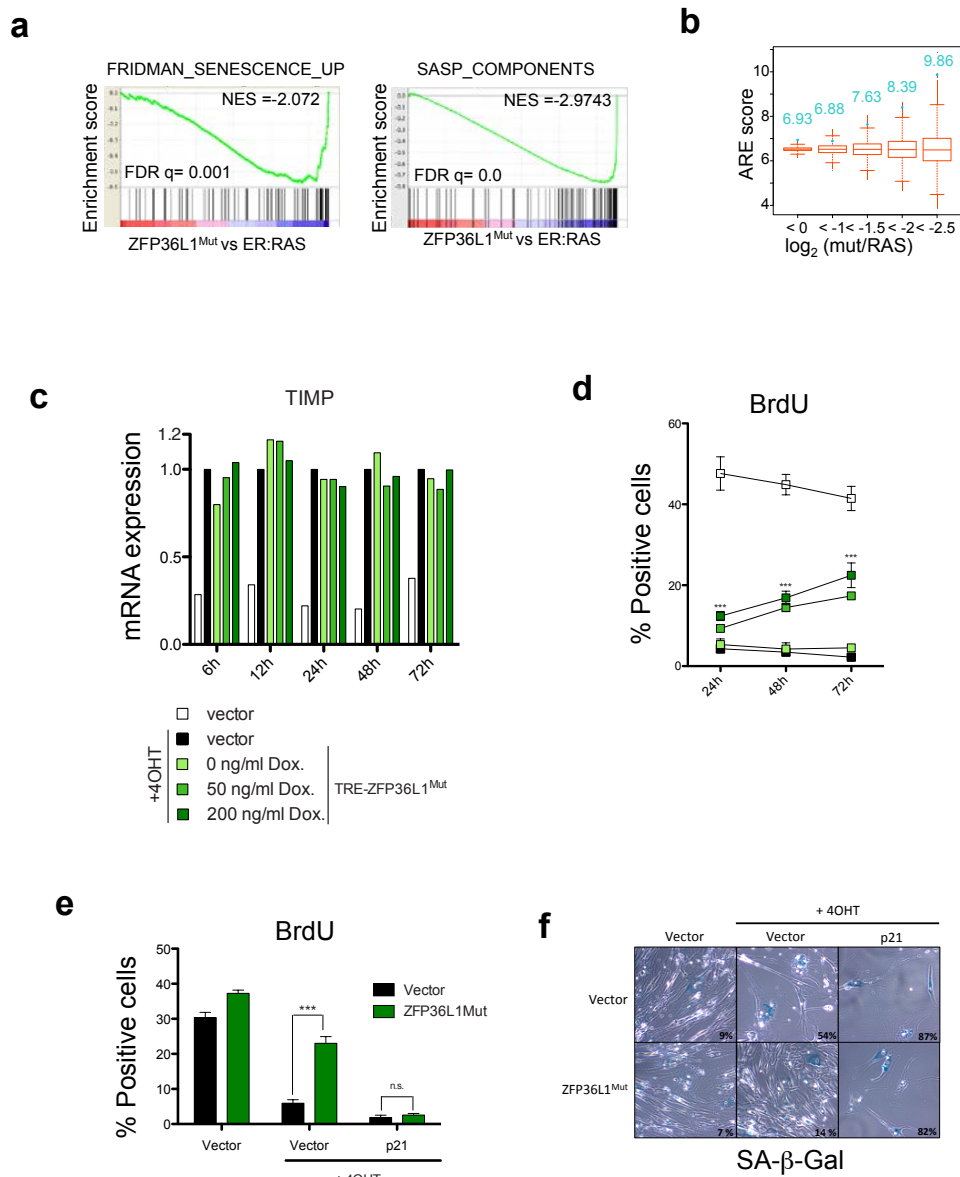 a
FRIDMAN_SENESCENCE_UP
NES =-2.072
FDR q= 0.001
Enrichment score
ZFP36L1Mut vs ER:RAS
SASP_COMPONENTS
NES =-2.9743
FDR q= 0.0
Enrichment score
ZFP36L1Mut vs ER:RAS
b
ARE score
10
8
6
4
6.93
6.88
7.63
8.39
9.86
< 0 < -1 < -1.5 < -2 < -2.5
log2 (mut/RAS)
c
TIMP
mRNA expression
1.2
1.0
0.5
0.0
6h 12h 24h 48h 72h
vector
vector
0 ng/ml Dox.
50 ng/ml Dox.
200 ng/ml Dox.
+4OHT
TRE-ZFP36L1Mut
d
BrdU
% Positive cells
60
40
20
0
***
***
***
24h 48h 72h
e
BrdU
% Positive cells
50
40
30
20
10
0
***
n.s.
Vector
ZFP36L1Mut
Vector Vector p21
+ 4OHT
f
+ 4OHT
Vector Vector p21
Vector
9% 54% 87%
ZFP36L1Mut
7 % 14 % 82%
SA-β-Gal